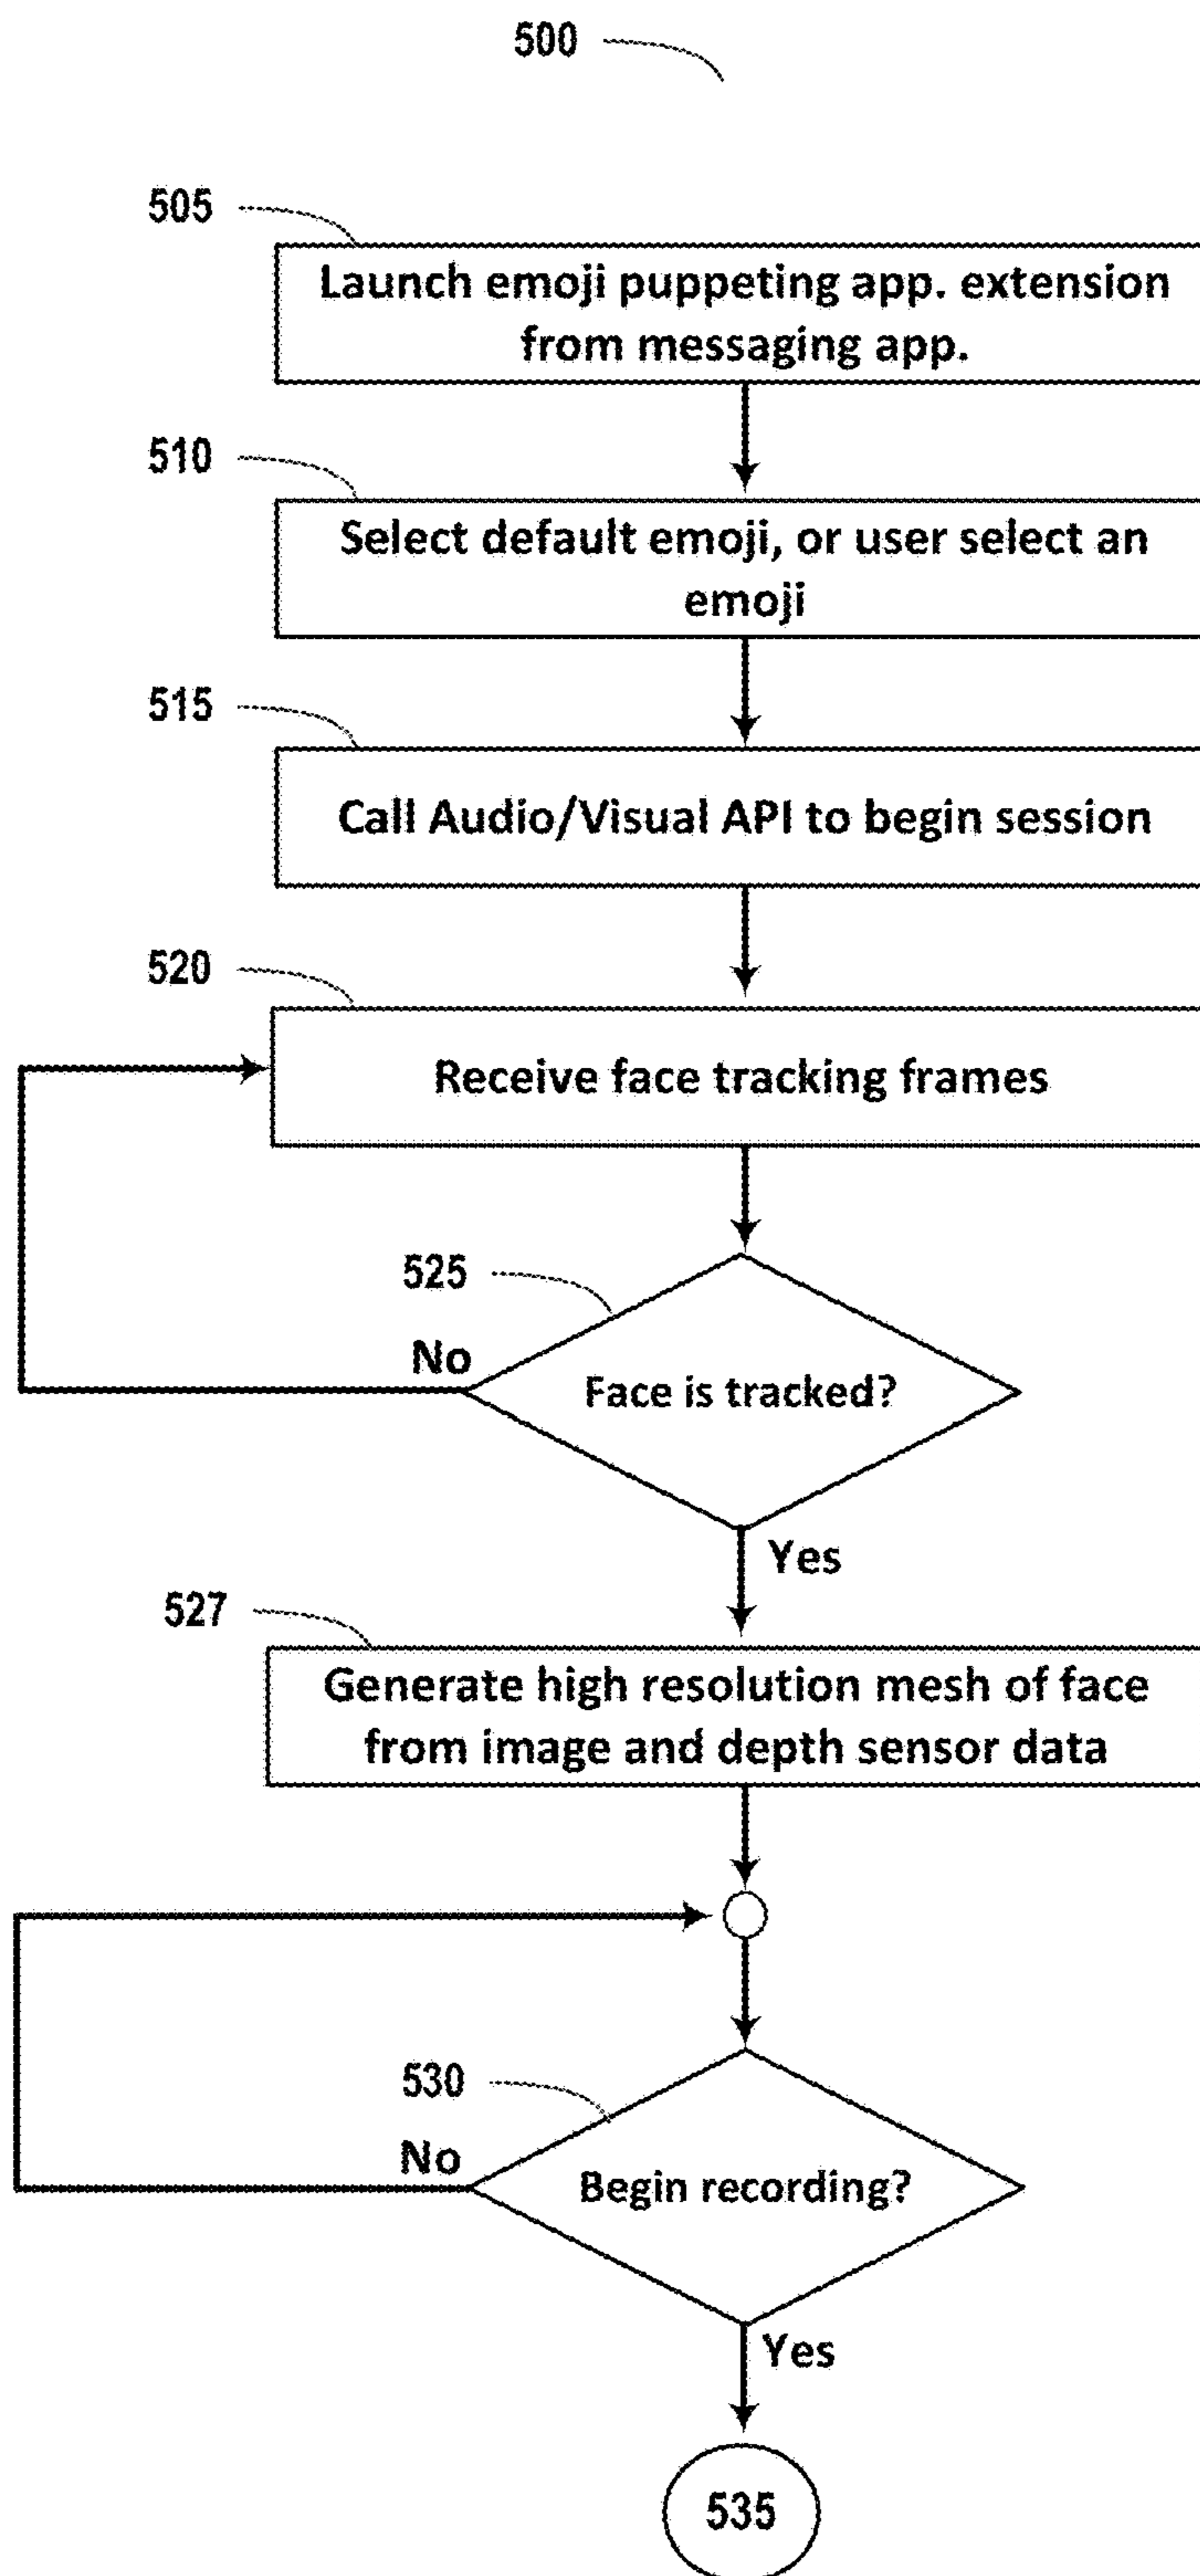 500
505
Launch emoji puppeting app. extension
from messaging app.
510
Select default emoji, or user select an
emoji
515
Call Audio/Visual API to begin session
520
Receive face tracking frames
525
No
Face is tracked?
Yes
527
Generate high resolution mesh of face
from image and depth sensor data
530
No
Begin recording?
Yes
535